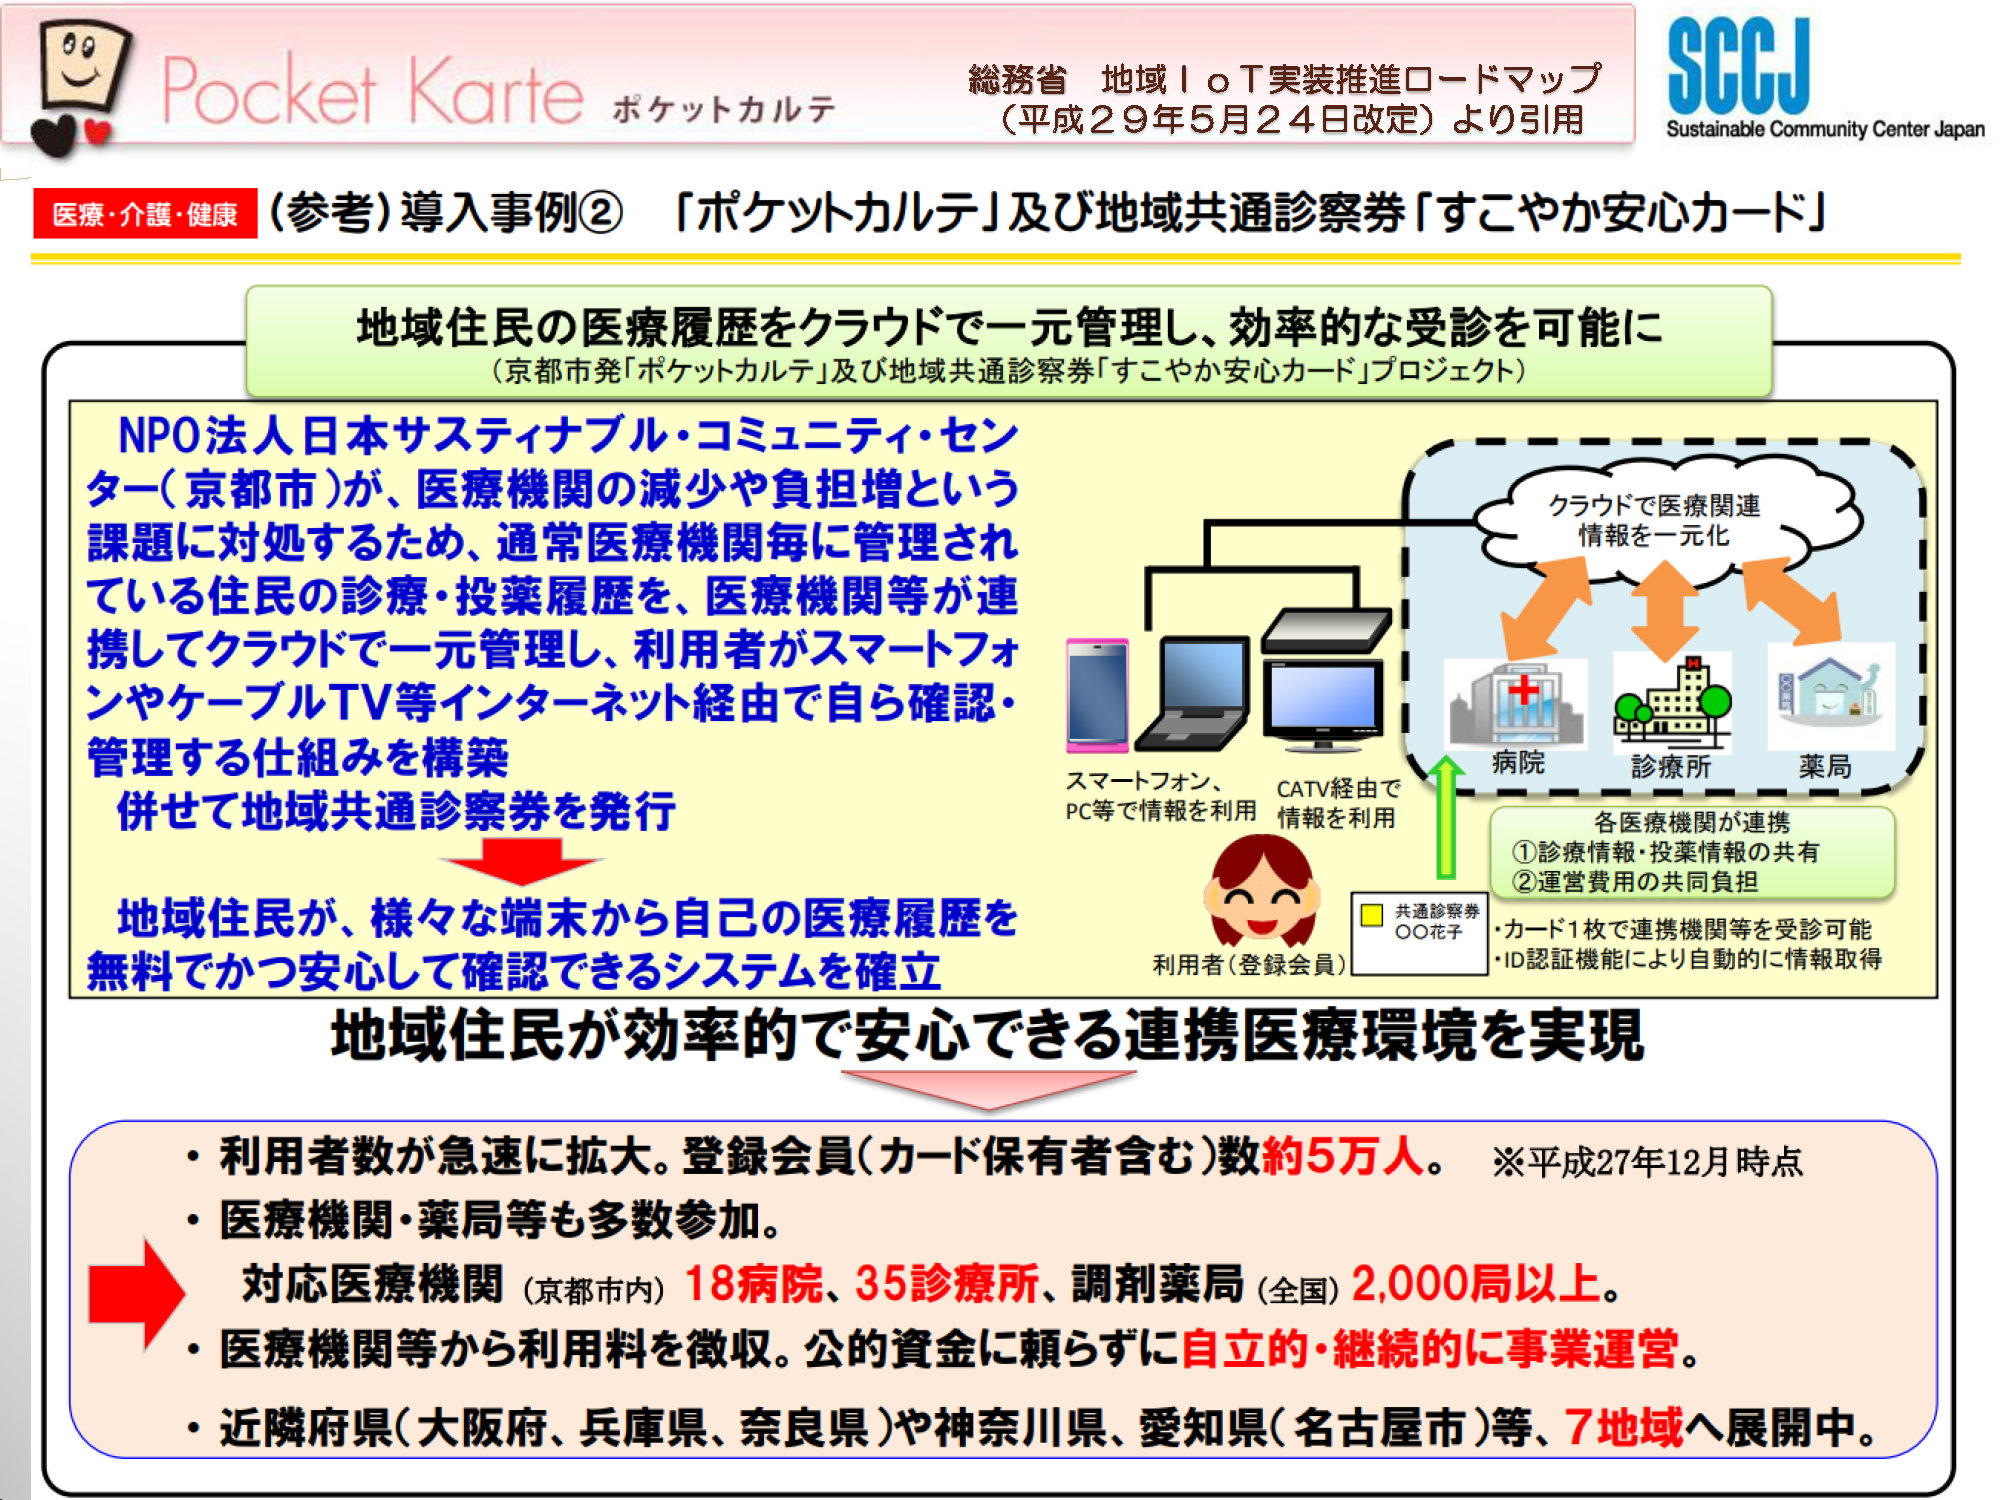 Pocket Karte ポケットカルテ
総務省　地域ＩｏＴ実装推進ロードマップ
（平成２９年５月２４日改定）より引用
SCCJ
Sustainable Community Center Japan
医療・介護・健康
（参考）導入事例②　「ポケットカルテ」及び地域共通診察券「すこやか安心カード」
地域住民の医療履歴をクラウドで一元管理し、効率的な受診を可能に
（京都市発「ポケットカルテ」及び地域共通診察券「すこやか安心カード」プロジェクト）
NPO法人日本サスティナブル・コミュニティ・セン
ター（京都市）が、医療機関の減少や負担増という
課題に対処するため、通常医療機関毎に管理され
ている住民の診療・投薬履歴を、医療機関等が連
携してクラウドで一元管理し、利用者がスマートフォ
ンやケーブルTV等インターネット経由で自ら確認・
管理する仕組みを構築
併せて地域共通診察券を発行
地域住民が、様々な端末から自己の医療履歴を
無料でかつ安心して確認できるシステムを確立
クラウドで医療関連
情報を一元化
病院
診療所
薬局
スマートフォン、
PC等で情報を利用
CATV経由で
情報を利用
各医療機関が連携
①診療情報・投薬情報の共有
②運営費用の共同負担
利用者（登録会員）
共通診察券
〇〇花子
・カード１枚で連携機関等を受診可能
・ID認証機能により自動的に情報取得
地域住民が効率的で安心できる連携医療環境を実現
・ 利用者数が急速に拡大。登録会員（カード保有者含む）数約５万人。　※平成27年12月時点
・ 医療機関・薬局等も多数参加。
対応医療機関（京都市内）18病院、35診療所、調剤薬局（全国）2,000局以上。
・ 医療機関等から利用料を徴収。公的資金に頼らずに自立的・継続的に事業運営。
・ 近隣府県（大阪府、兵庫県、奈良県）や神奈川県、愛知県（名古屋市）等、７地域へ展開中。